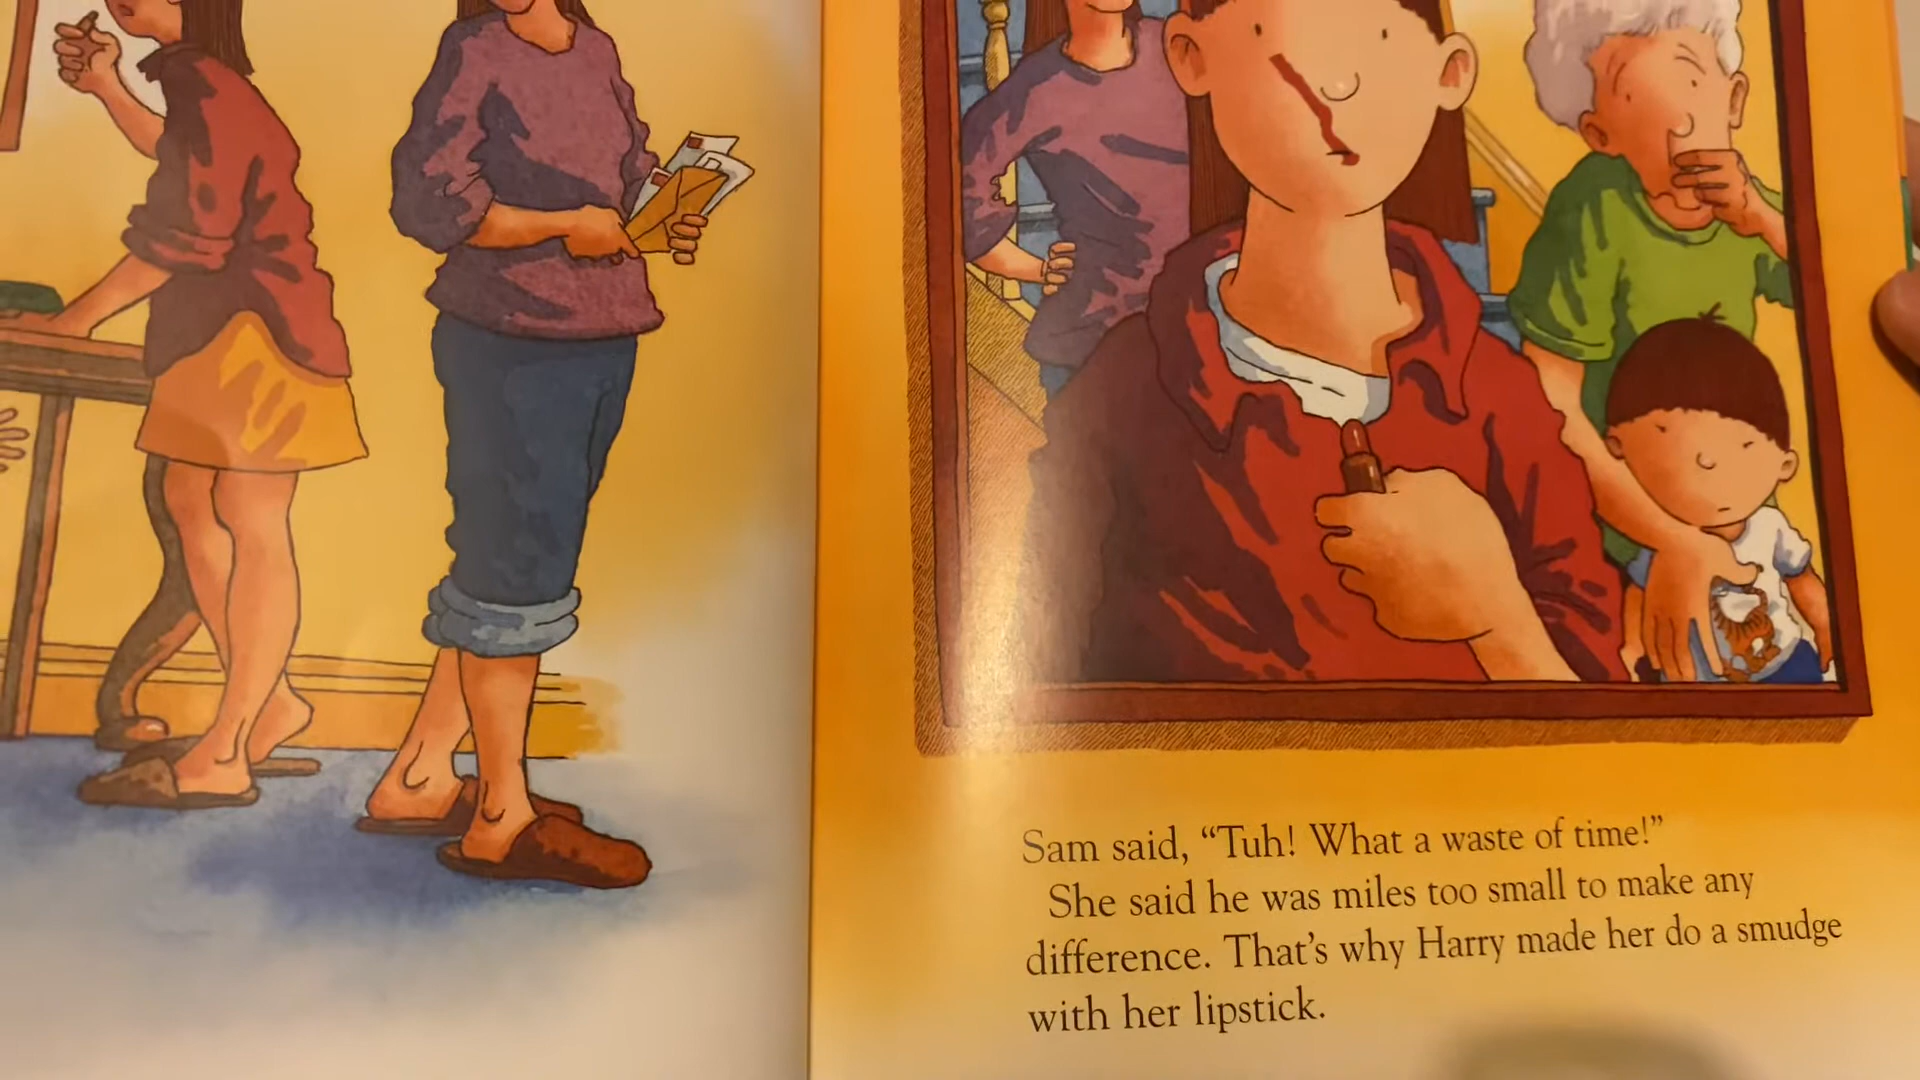 Sam said, “Tuh! What a waste of time!”
She said he was miles too small to make any
difference. That's why Harry made her do a smudge
with her lipstick.